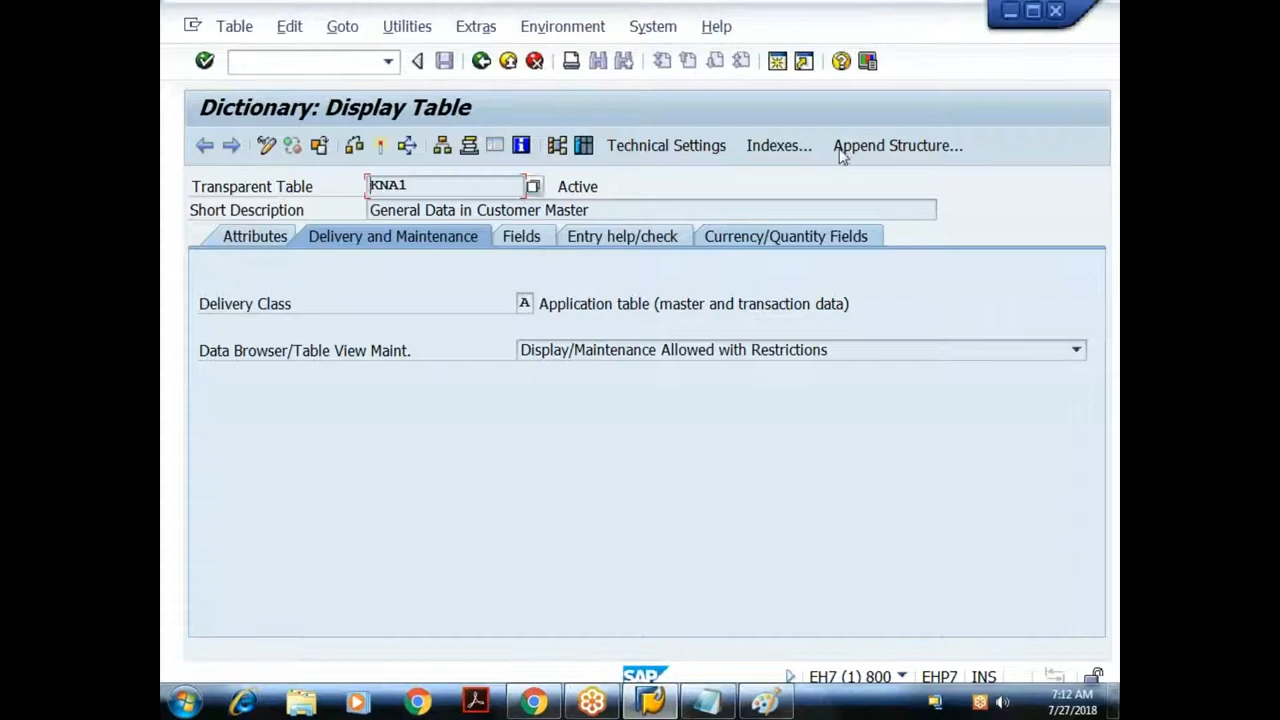 Table Edit Goto Utilities Extras Environment System Help
Dictionary: Display Table
Technical Settings Indexes... Append Structure...
Transparent Table KNA1 Active
Short Description General Data in Customer Master
Attributes Delivery and Maintenance Fields Entry help/check Currency/Quantity Fields
Delivery Class A Application table (master and transaction data)
Data Browser/Table View Maint. Display/Maintenance Allowed with Restrictions
SAP EH7 (1) 800 EHP7 INS
7:12 AM
7/27/2018